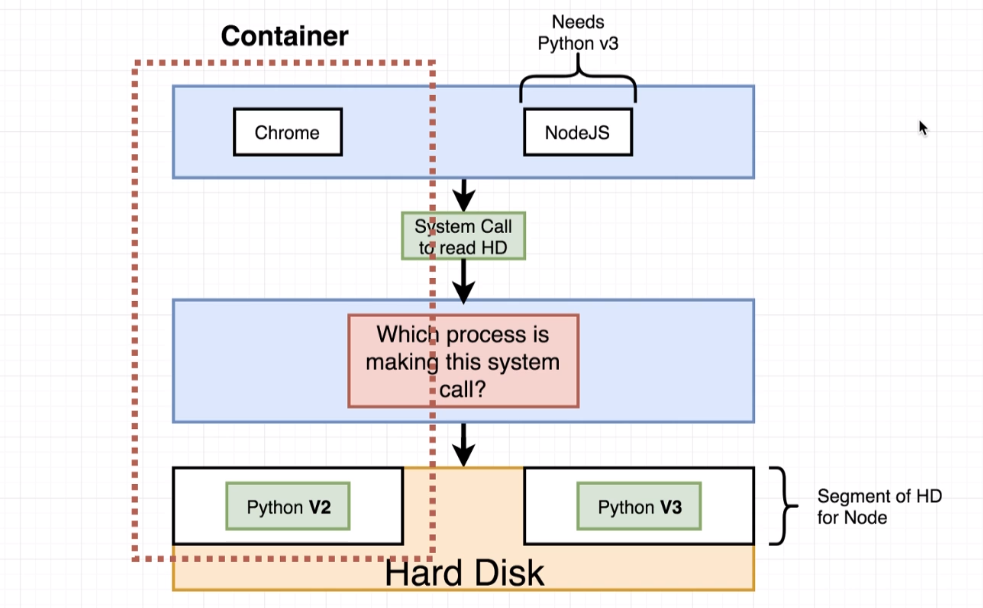 Container
Needs
Python v3
Chrome
NodeJS
System Call
to read HD
Which process is
making this system
call?
Python V2
Python V3
Segment of HD
for Node
Hard Disk